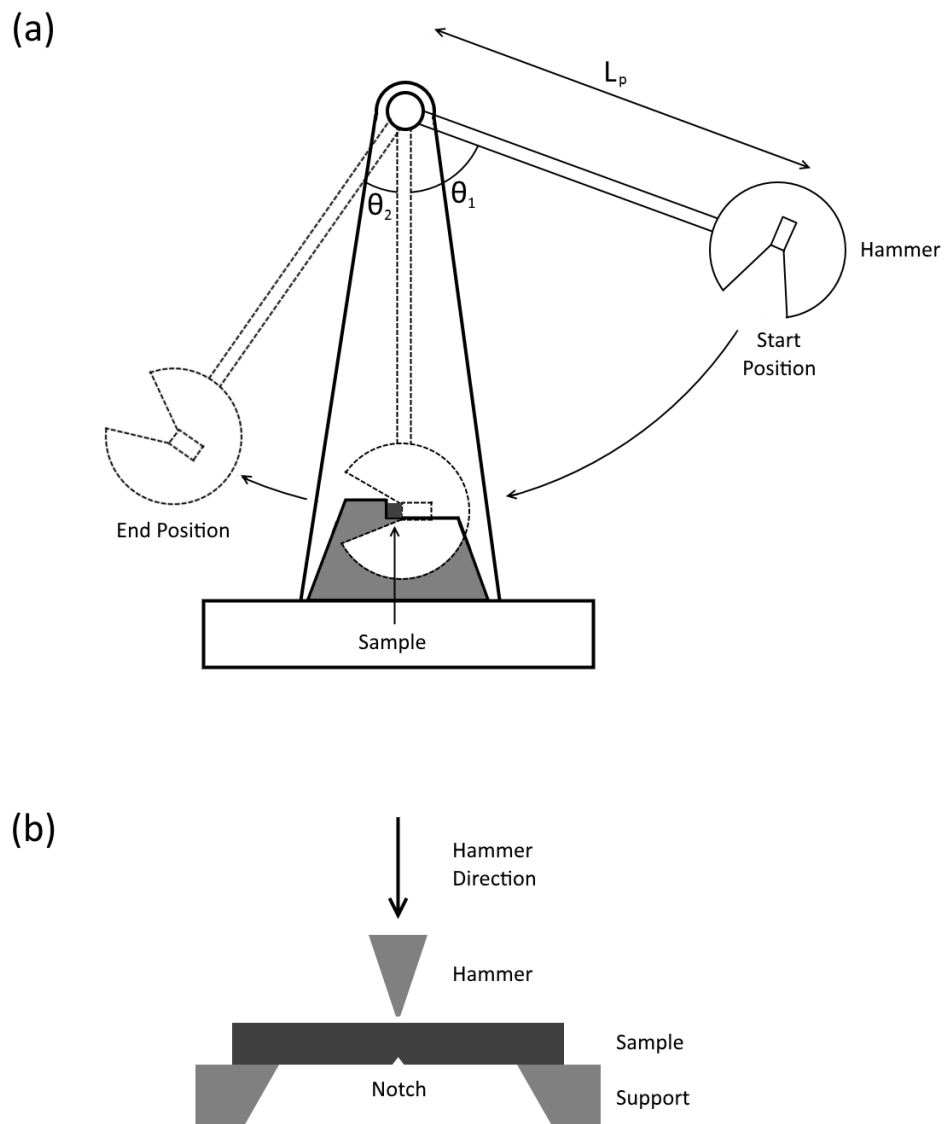 (a)
Lp
θ2
θ1
Hammer
Start
Position
End Position
Sample
(b)
Hammer
Direction
Hammer
Sample
Notch
Support